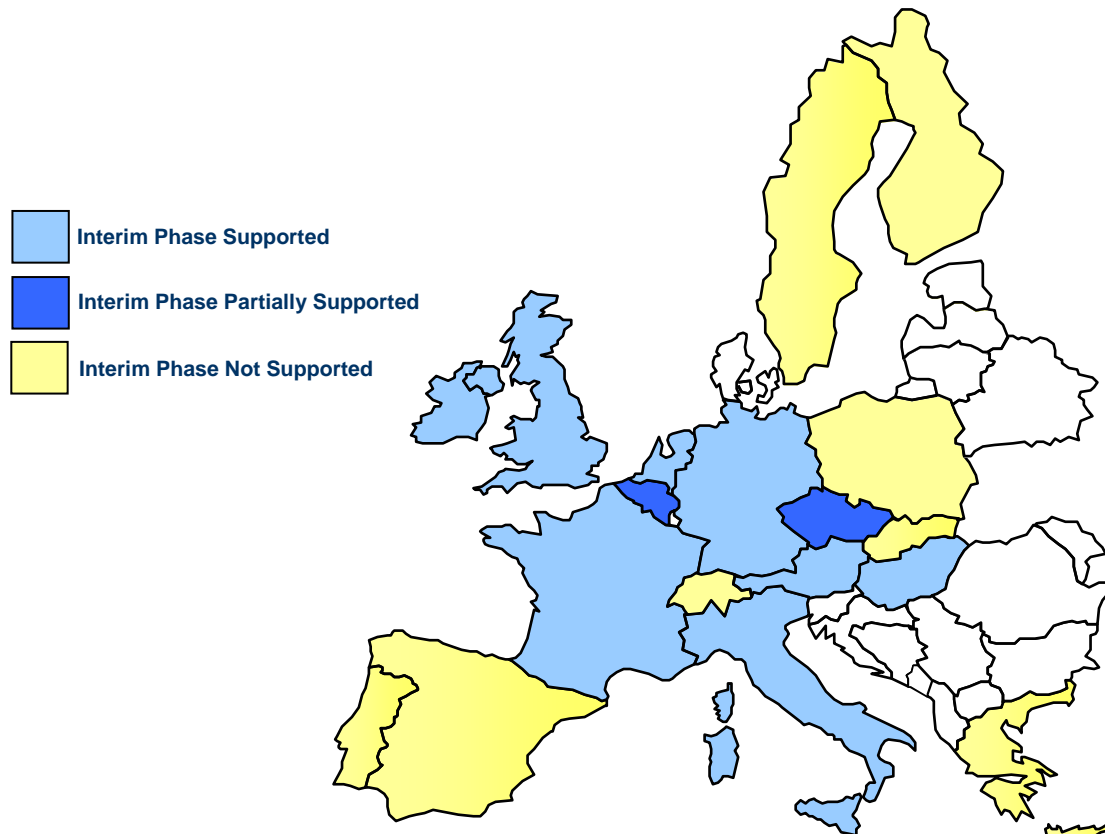 Interim Phase Supported
Interim Phase Partially Supported
Interim Phase Not Supported